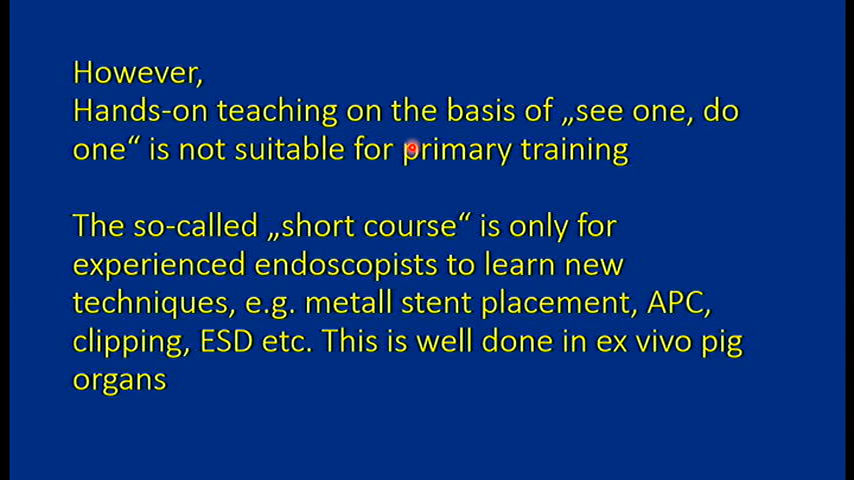 However,
Hands-on teaching on the basis of „see one, do
one“ is not suitable for primary training
The so-called „short course“ is only for
experienced endoscopists to learn new
techniques, e.g. metall stent placement, APC,
clipping, ESD etc. This is well done in ex vivo pig
organs